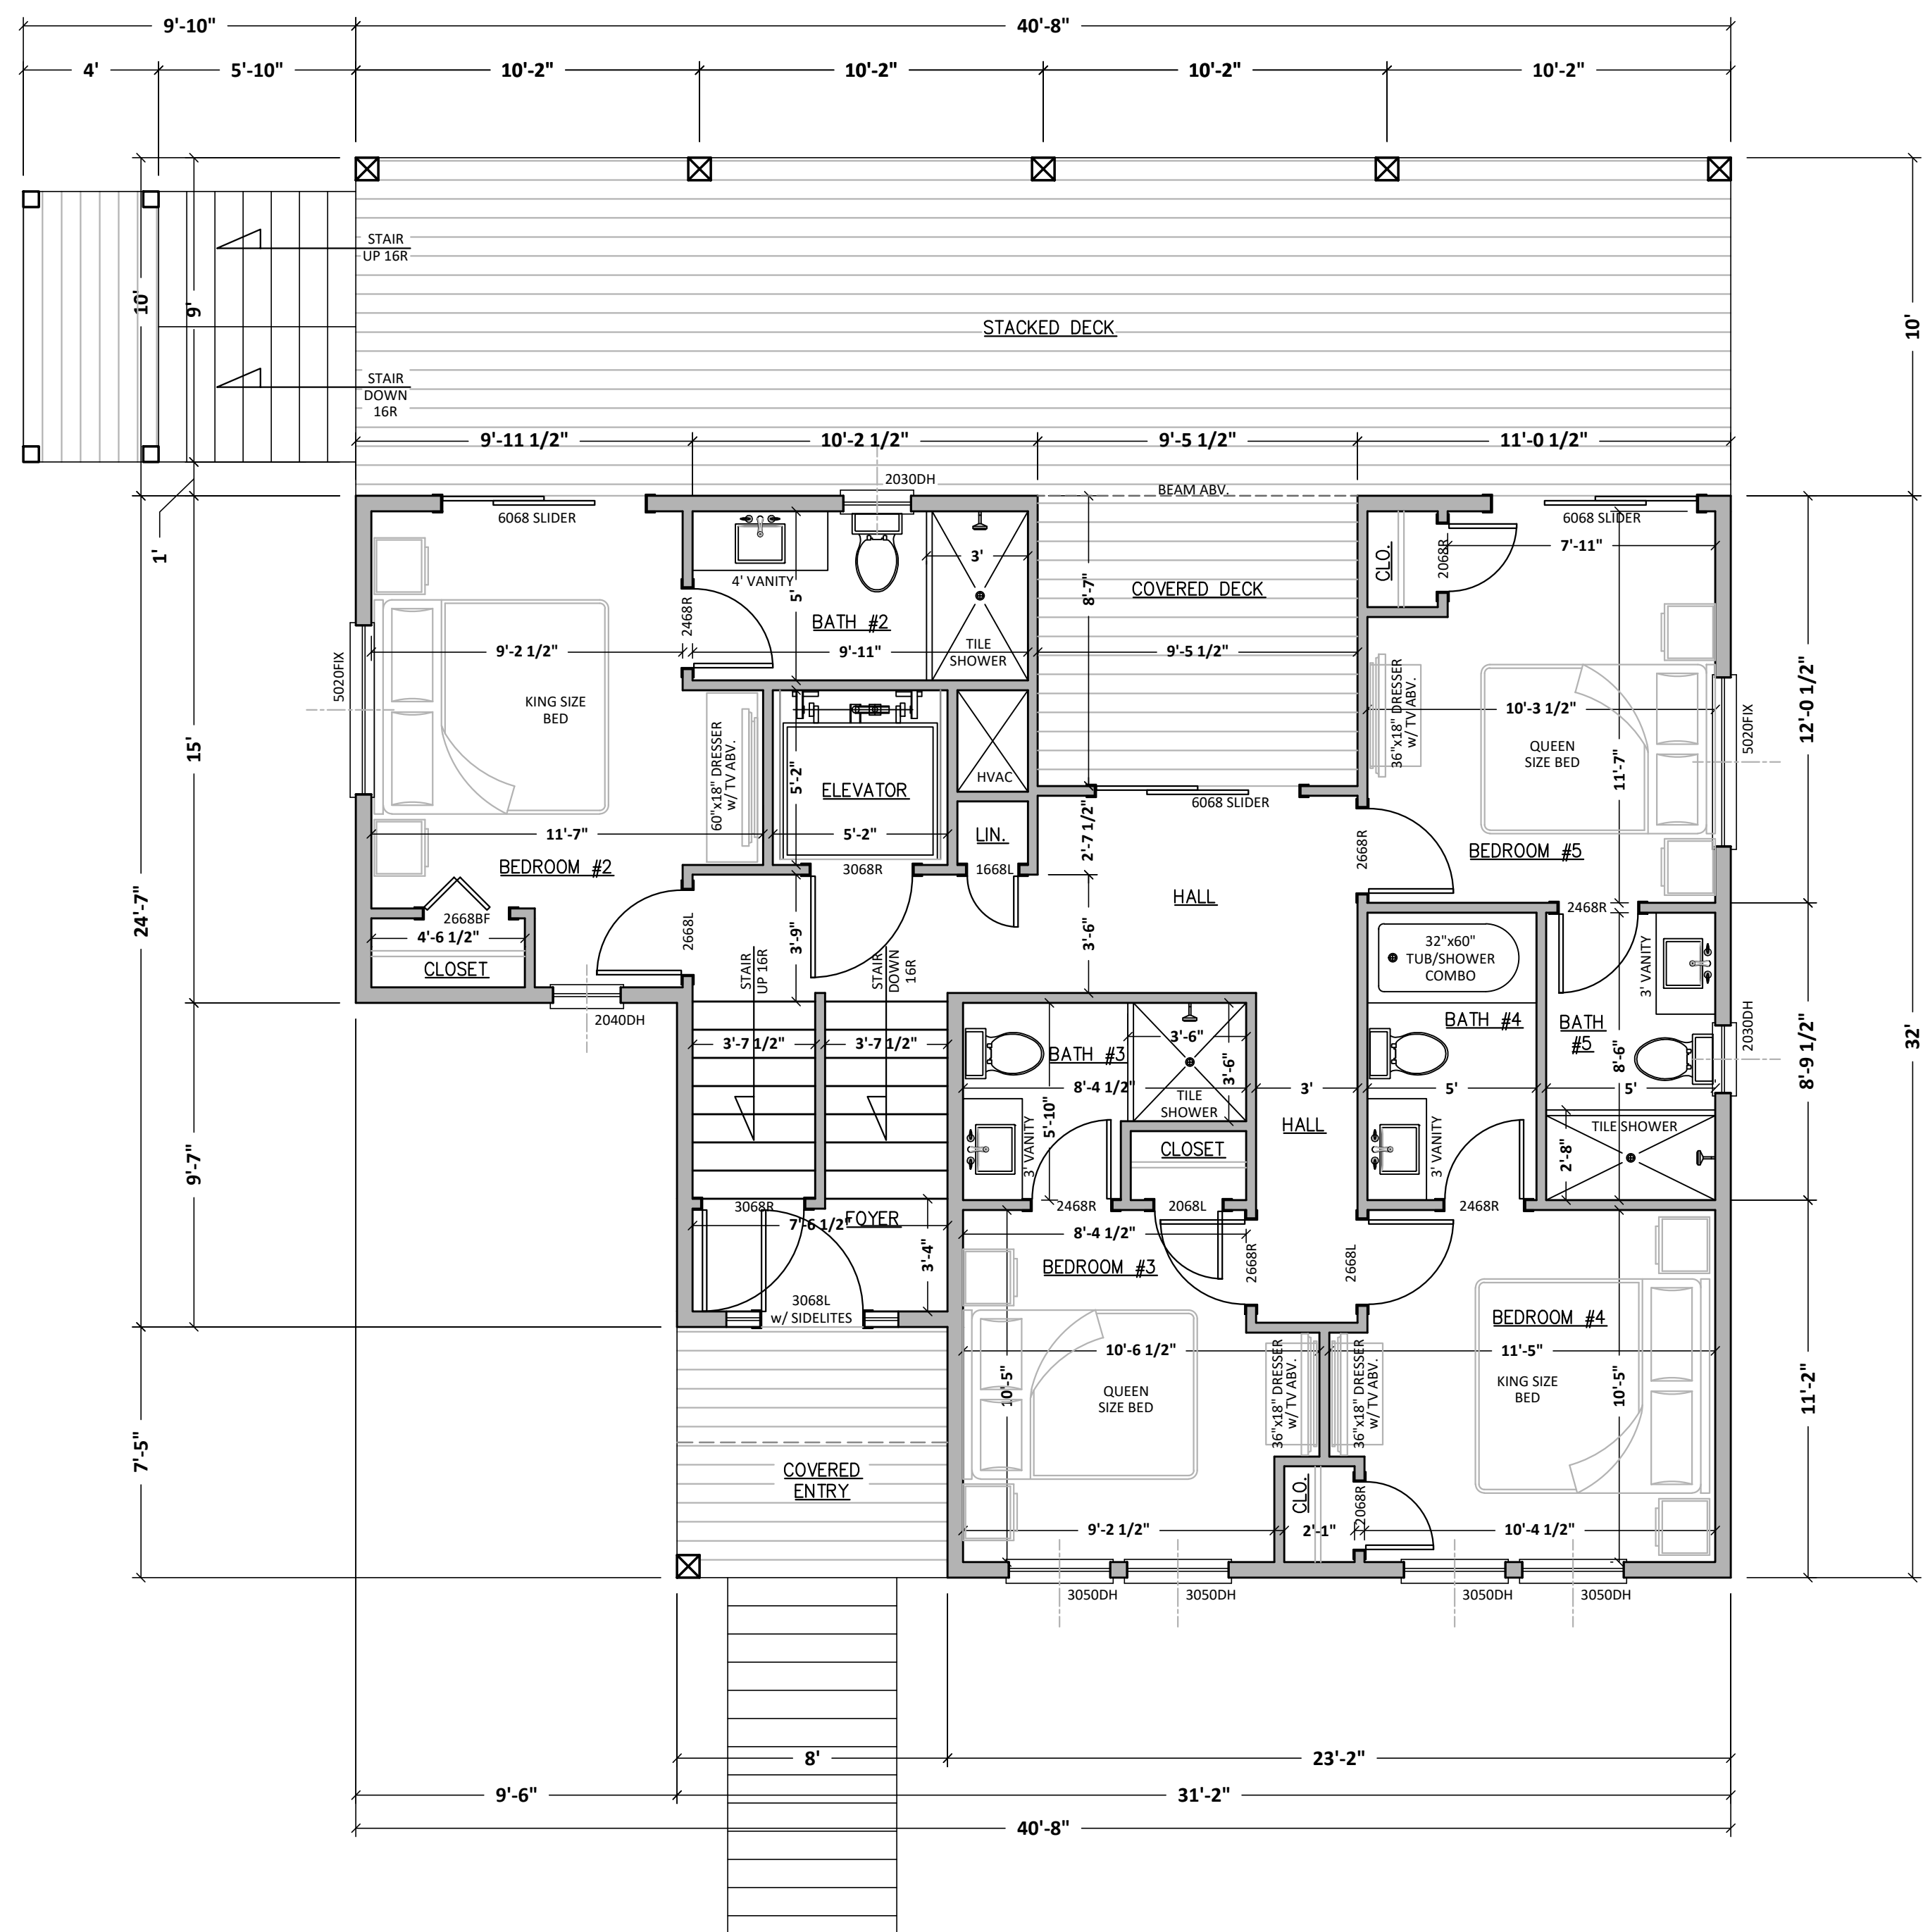 9'-10"
40'-8"
4'
5'-10"
10'-2"
10'-2"
10'-2"
10'-2"
STAIR
UP 16R
10'
9'
STACKED DECK
10'
STAIR
DOWN
16R
9'-11 1/2"
10'-2 1/2"
9'-5 1/2"
11'-0 1/2"
2030DH
BEAM ABV.
6068 SLIDER
6068 SLIDER
1'
3'
7'-11"
CLO.
2068R
4' VANITY
5'
8'-7"
COVERED DECK
2468R
BATH #2
TILE
SHOWER
9'-2 1/2"
9'-11"
9'-5 1/2"
5020FIX
KING SIZE
BED
36"x18" DRESSER
w/ TV ABV.
10'-3 1/2"
5020FIX
12'-0 1/2"
QUEEN
SIZE BED
11'-7"
15'
60"x18" DRESSER
w/ TV ABV.
5'-2"
HVAC
ELEVATOR
6068 SLIDER
11'-7"
5'-2"
LIN.
2'-7 1/2"
2668R
BEDROOM #5
BEDROOM #2
3068R
1668L
24'-7"
HALL
2668BF
2468R
4'-6 1/2"
2668L
3'-9"
3'-6"
CLOSET
STAIR
UP 16R
STAIR
DOWN
16R
32"x60"
TUB/SHOWER
COMBO
3' VANITY
2040DH
BATH #4
BATH
#5
2030DH
32'
3'-7 1/2"
3'-7 1/2"
BATH #3
3'-6"
3'-6"
8'-6"
8'-9 1/2"
8'-4 1/2"
3'
5'
5'
TILE
SHOWER
5'-10"
HALL
TILE SHOWER
3' VANITY
CLOSET
3' VANITY
2'-8"
9'-7"
3068R
FOYER
7'-6 1/2"
2468R
2068L
2468R
8'-4 1/2"
3'-4"
BEDROOM #3
2668R
2668L
3068L
w/ SIDELITES
BEDROOM #4
10'-6 1/2"
11'-5"
10'-5"
QUEEN
SIZE BED
36"x18" DRESSER
w/ TV ABV.
36"x18" DRESSER
w/ TV ABV.
KING SIZE
BED
10'-5"
11'-2"
7'-5"
COVERED
ENTRY
CLO.
2068R
9'-2 1/2"
2'-1"
10'-4 1/2"
3050DH
3050DH
3050DH
3050DH
8'
23'-2"
9'-6"
31'-2"
40'-8"